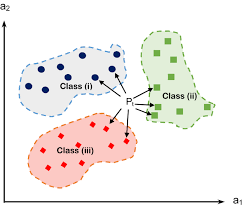 a2
Class (i)
Class (ii)
Pi
Class (iii)
a1